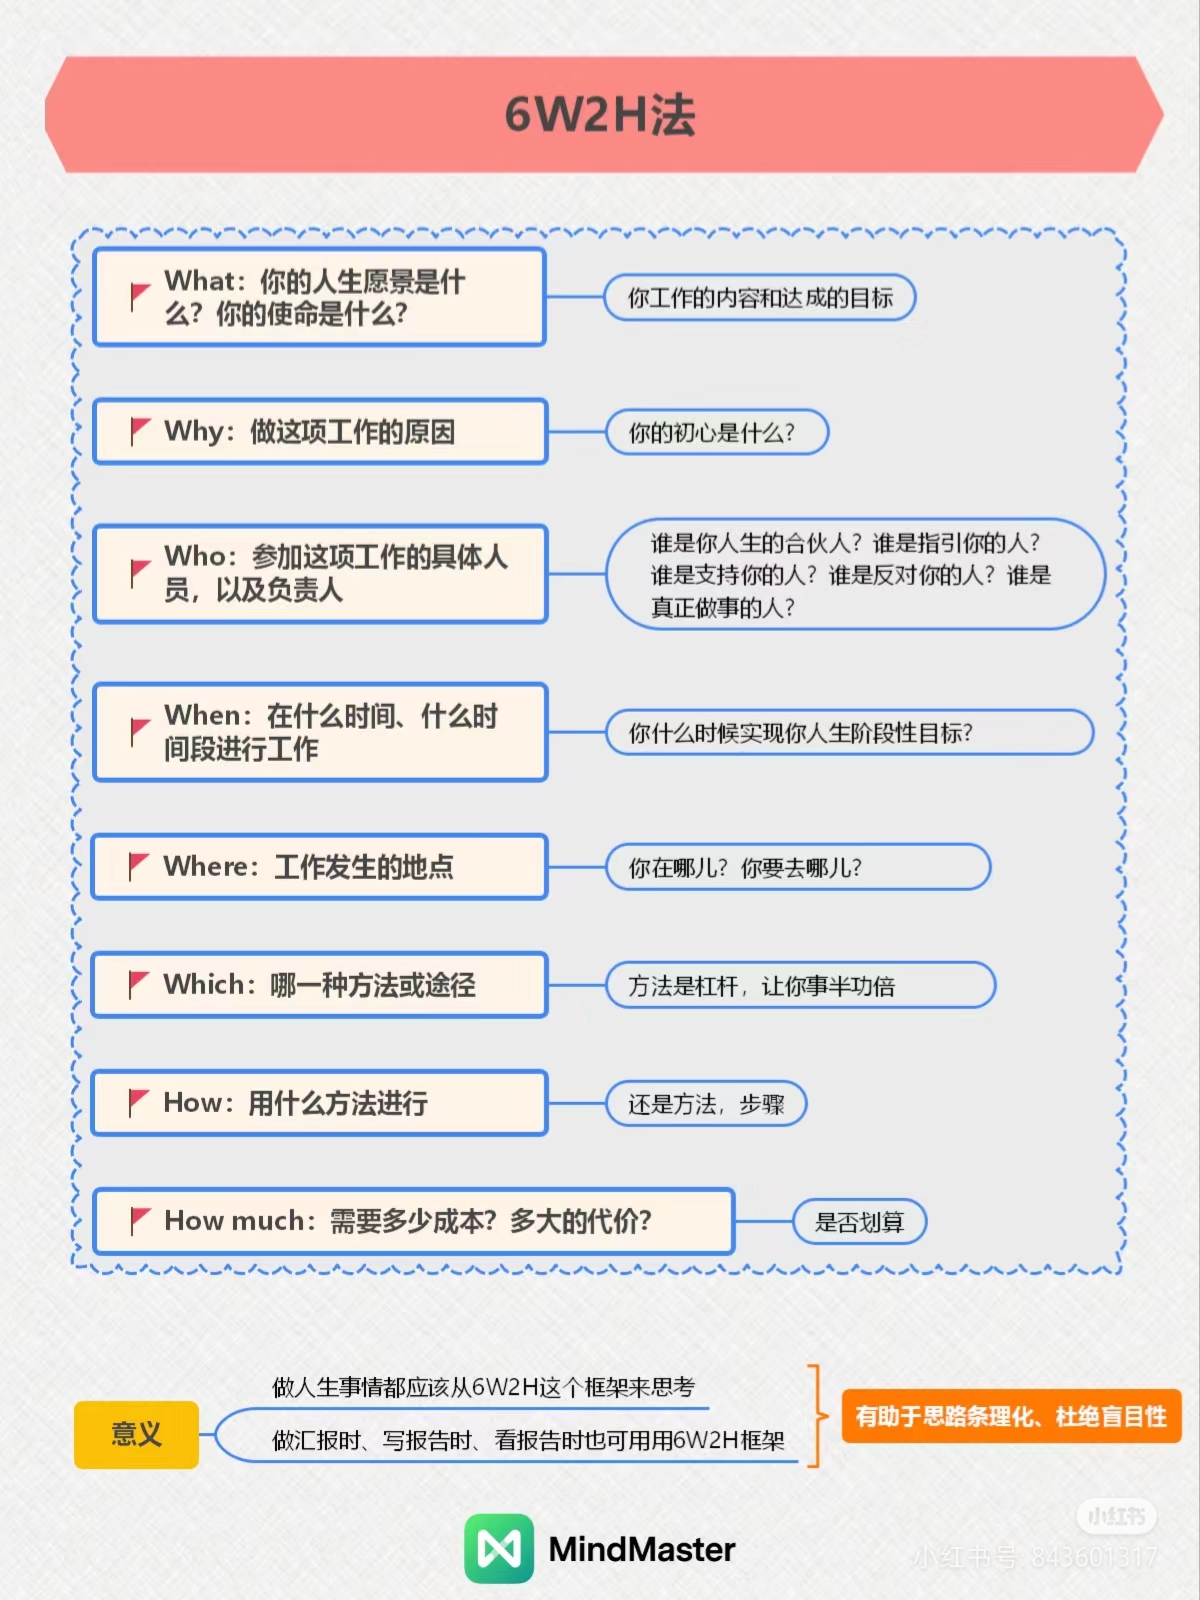 6W2H法
What：你的人生愿景是什
么？你的使命是什么？
你工作的内容和达成的目标
Why：做这项工作的原因
你的初心是什么？
Who：参加这项工作的具体人
员，以及负责人
谁是你人生的合伙人？谁是指引你的人？
谁是支持你的人？谁是反对你的人？谁是
真正做事的人？
When：在什么时间、什么时
间段进行工作
你什么时候实现你人生阶段性目标？
Where：工作发生的地点
你在哪儿？你要去哪儿？
Which：哪一种方法或途径
方法是杠杆，让你事半功倍
How：用什么方法进行
还是方法，步骤
How much：需要多少成本？多大的代价？
是否划算
意义
做人生事情都应该从6W2H这个框架来思考
做汇报时、写报告时、看报告时也可用用6W2H框架
有助于思路条理化、杜绝盲目性
MindMaster
小红书
小红书号: 843601317